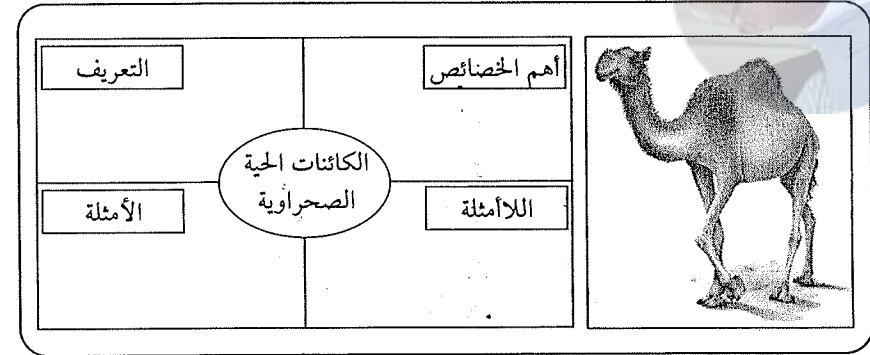 أهم الخصائص
التعريف
الكائنات الحية
الصحراوية
اللاأمثلة
الأمثلة